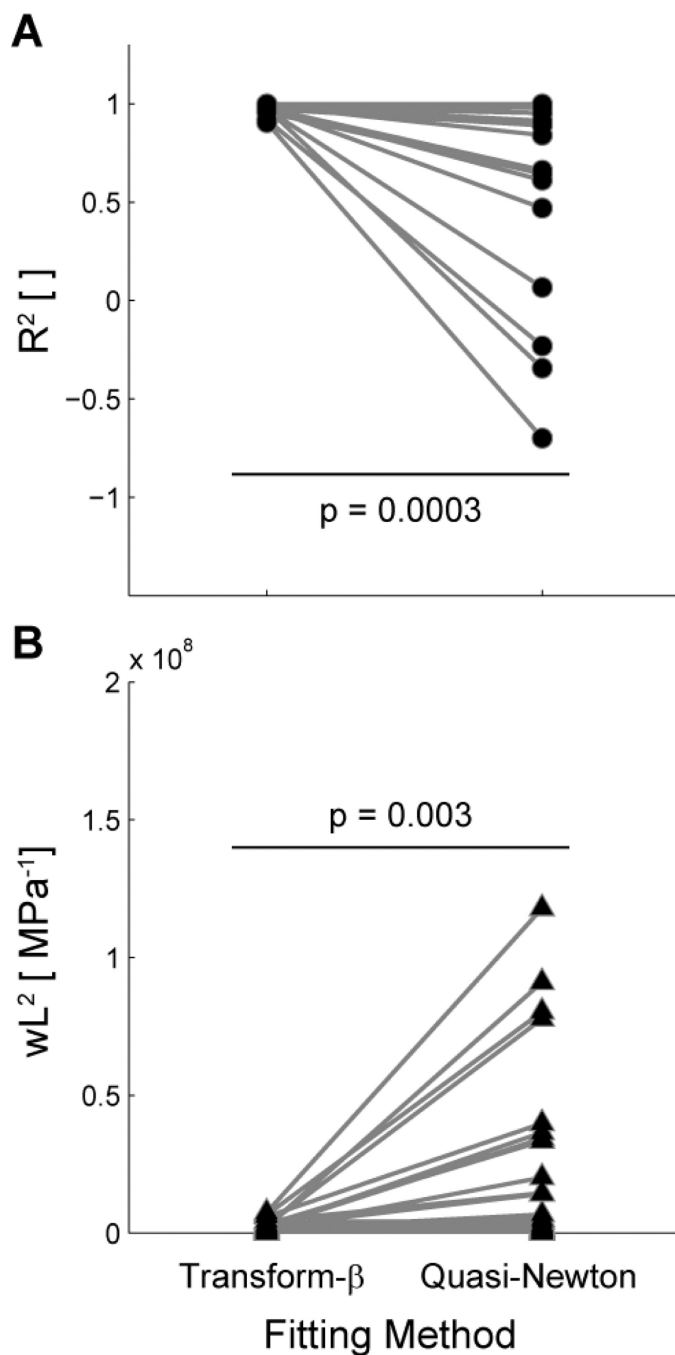 A
1
0.5
0
−0.5
−1
R² [ ]
p = 0.0003
B
x 10⁸
2
1.5
1
0.5
0
wL² [ MPa⁻¹]
p = 0.003
Transform-β Quasi-Newton
Fitting Method